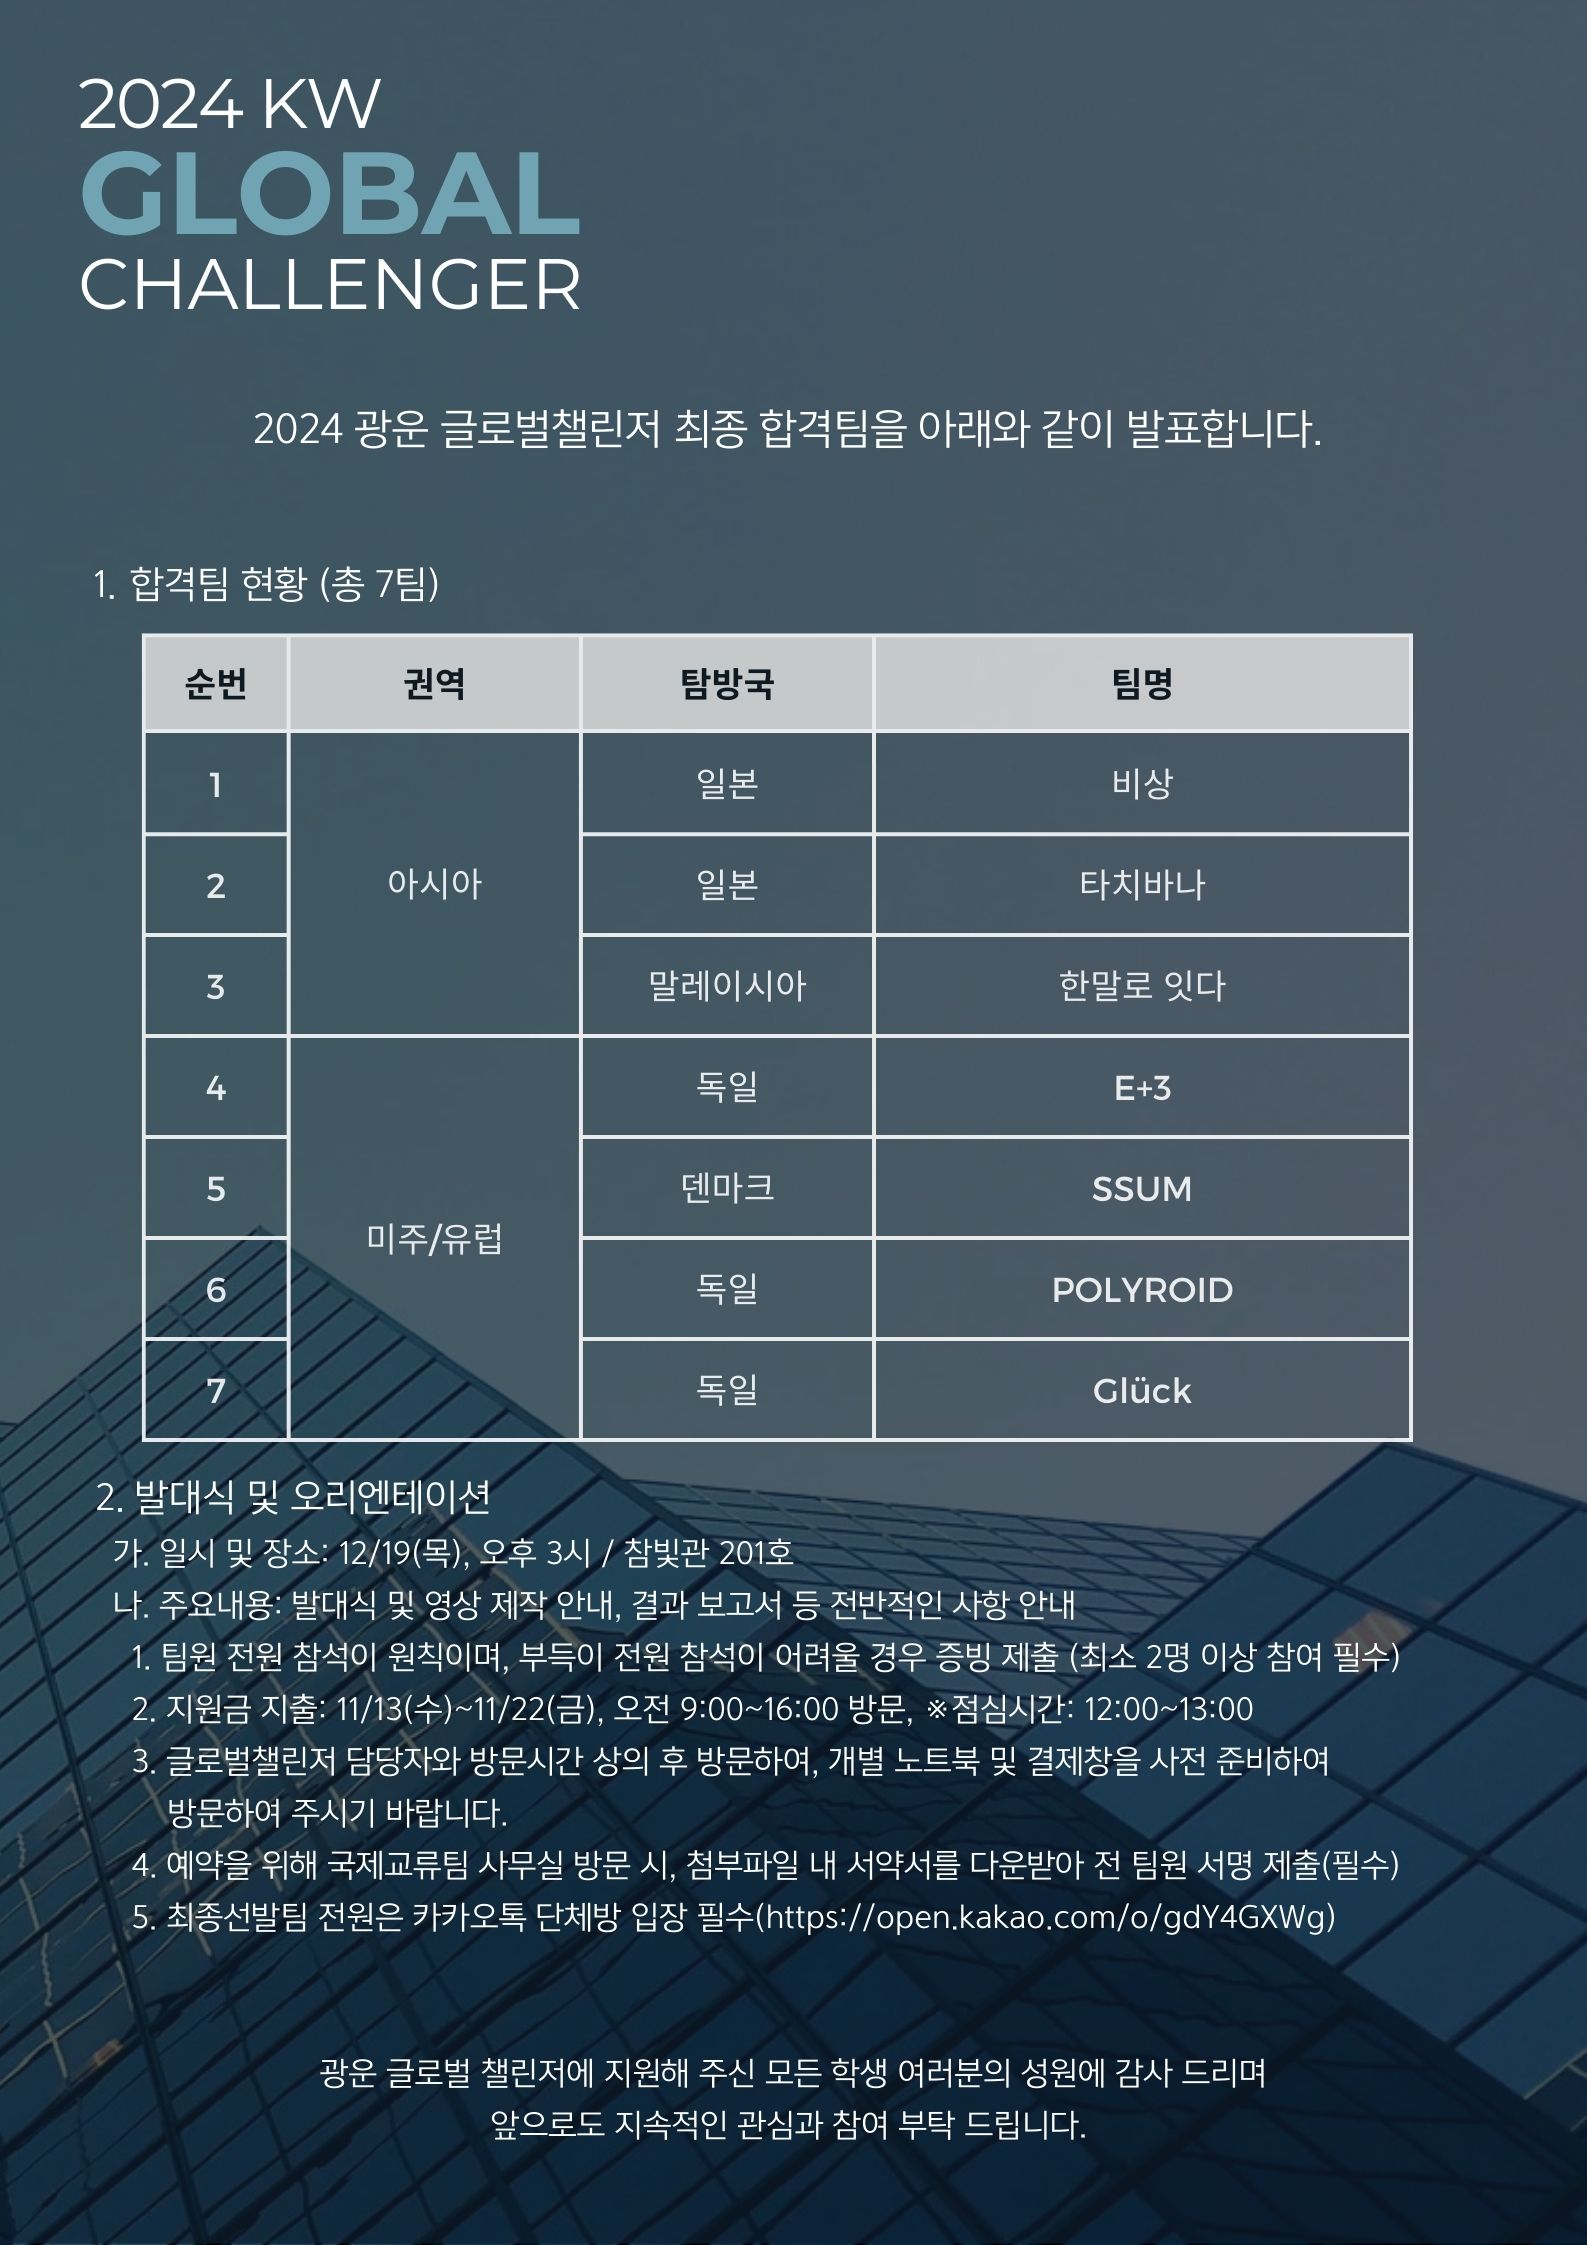 2024 KW
GLOBAL
CHALLENGER
2024 광운 글로벌챌린저 최종 합격팀을 아래와 같이 발표합니다.
1. 합격팀 현황 (총 7팀)
순번 권역 탐방국 팀명
1 아시아 일본 비상
2 일본 타치바나
3 말레이시아 한말로 잇다
4 미주/유럽 독일 E+3
5 덴마크 SSUM
6 독일 POLYROID
7 독일 Glück
2. 발대식 및 오리엔테이션
가. 일시 및 장소: 12/19(목), 오후 3시 / 참빛관 201호
나. 주요내용: 발대식 및 영상 제작 안내, 결과 보고서 등 전반적인 사항 안내
1. 팀원 전원 참석이 원칙이며, 부득이 전원 참석이 어려울 경우 증빙 제출 (최소 2명 이상 참여 필수)
2. 지원금 지출: 11/13(수)~11/22(금), 오전 9:00~16:00 방문, ※점심시간: 12:00~13:00
3. 글로벌챌린저 담당자와 방문시간 상의 후 방문하여, 개별 노트북 및 결제창을 사전 준비하여
방문하여 주시기 바랍니다.
4. 예약을 위해 국제교류팀 사무실 방문 시, 첨부파일 내 서약서를 다운받아 전 팀원 서명 제출(필수)
5. 최종선발팀 전원은 카카오톡 단체방 입장 필수(https://open.kakao.com/o/gdY4GXWg)
광운 글로벌 챌린저에 지원해 주신 모든 학생 여러분의 성원에 감사 드리며
앞으로도 지속적인 관심과 참여 부탁 드립니다.